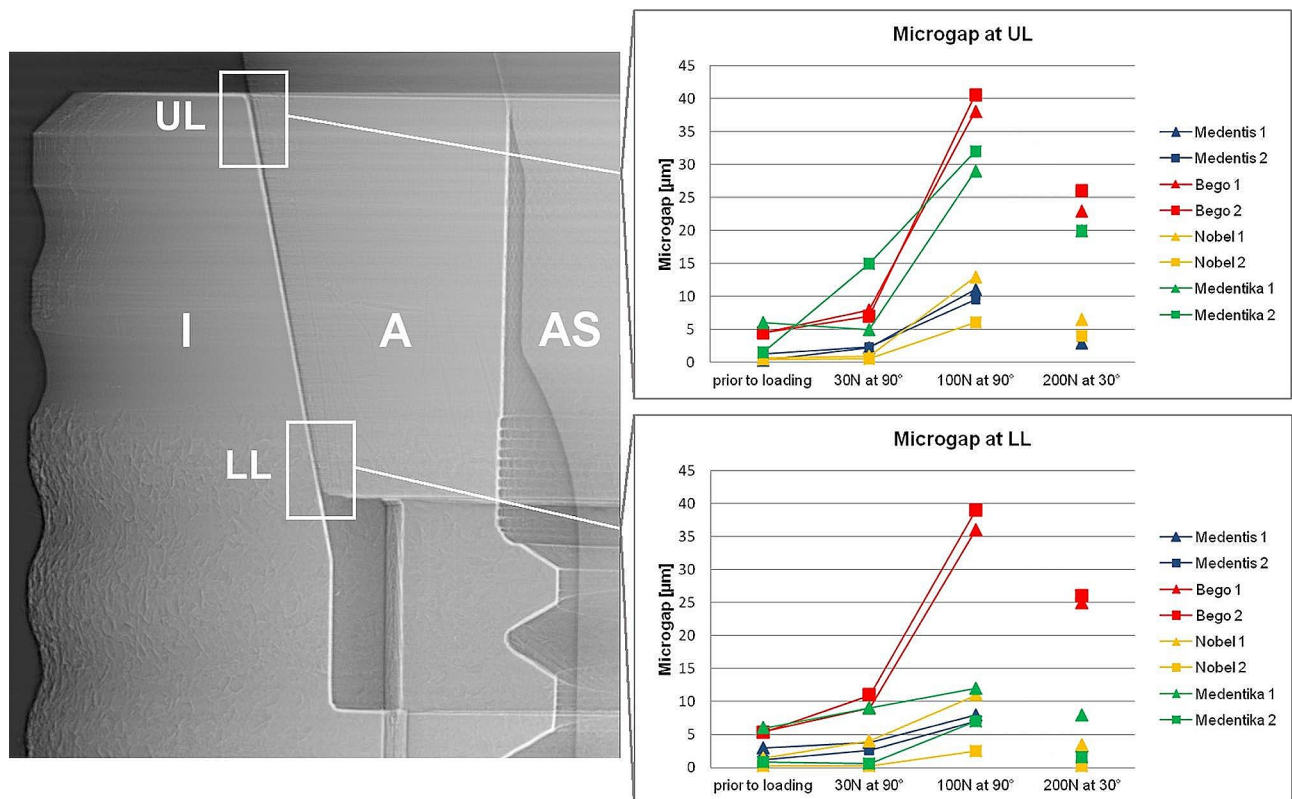 UL
I
A
AS
LL
Microgap at UL
Microgap [µm]
45
40
35
30
25
20
15
10
5
0
prior to loading 30N at 90° 100N at 90° 200N at 30°
Medentis 1
Medentis 2
Bego 1
Bego 2
Nobel 1
Nobel 2
Medentika 1
Medentika 2
Microgap at LL
Microgap [µm]
45
40
35
30
25
20
15
10
5
0
prior to loading 30N at 90° 100N at 90° 200N at 30°
Medentis 1
Medentis 2
Bego 1
Bego 2
Nobel 1
Nobel 2
Medentika 1
Medentika 2